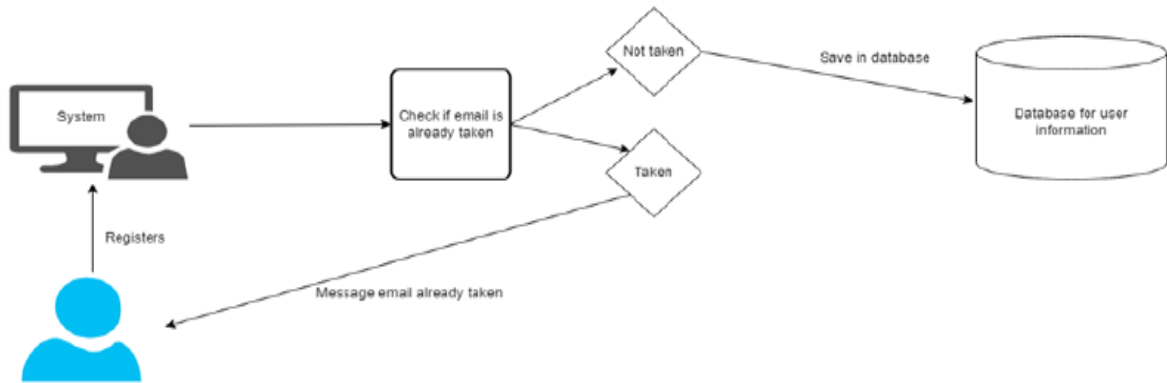 Not taken
Save in database
System
Check if email is
already taken
Database for user
information
Taken
Registers
Message email already taken